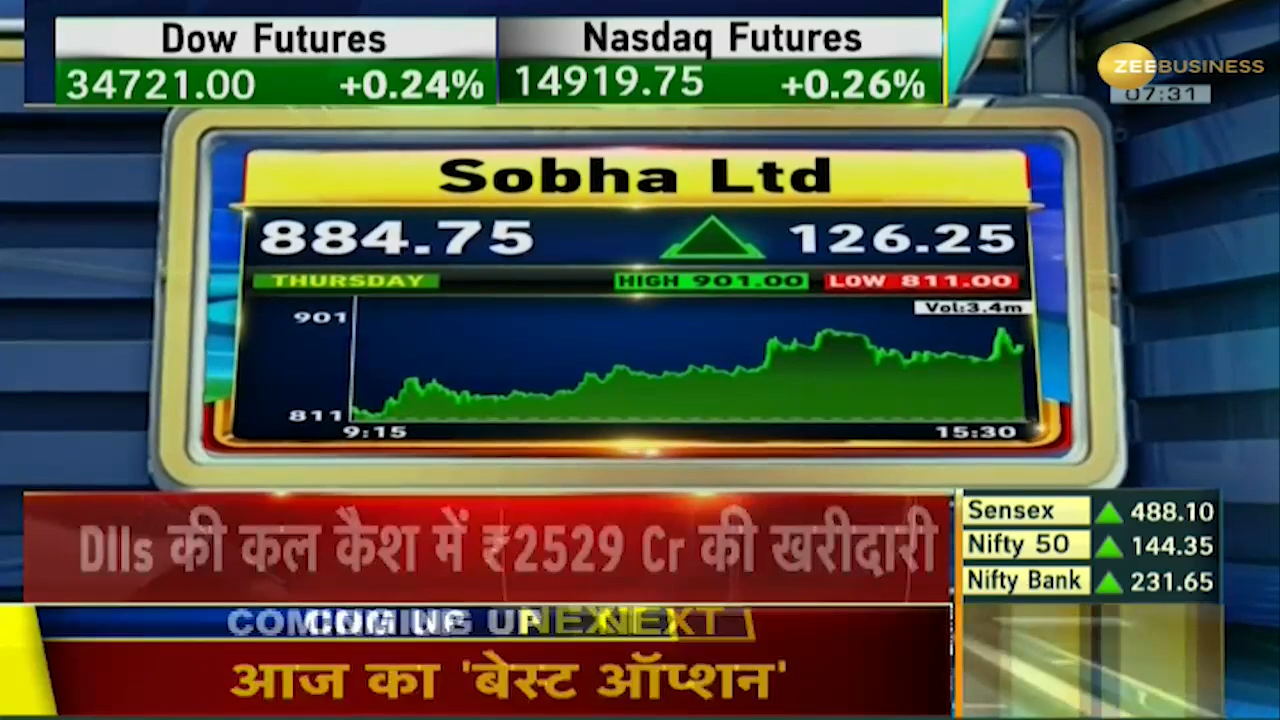 Dow Futures
34721.00 +0.24%
Nasdaq Futures
14919.75 +0.26%
ZEEBUSINESS
07:31
Sobha Ltd
884.75 126.25
THURSDAY HIGH 901.00 LOW 811.00
Vol:3.4m
901
811
9:15 15:30
DIIs की कल कैश में ₹2529 Cr की खरीदारी
Sensex 488.10
Nifty 50 144.35
Nifty Bank 231.65
आज का 'बेस्ट ऑप्शन'